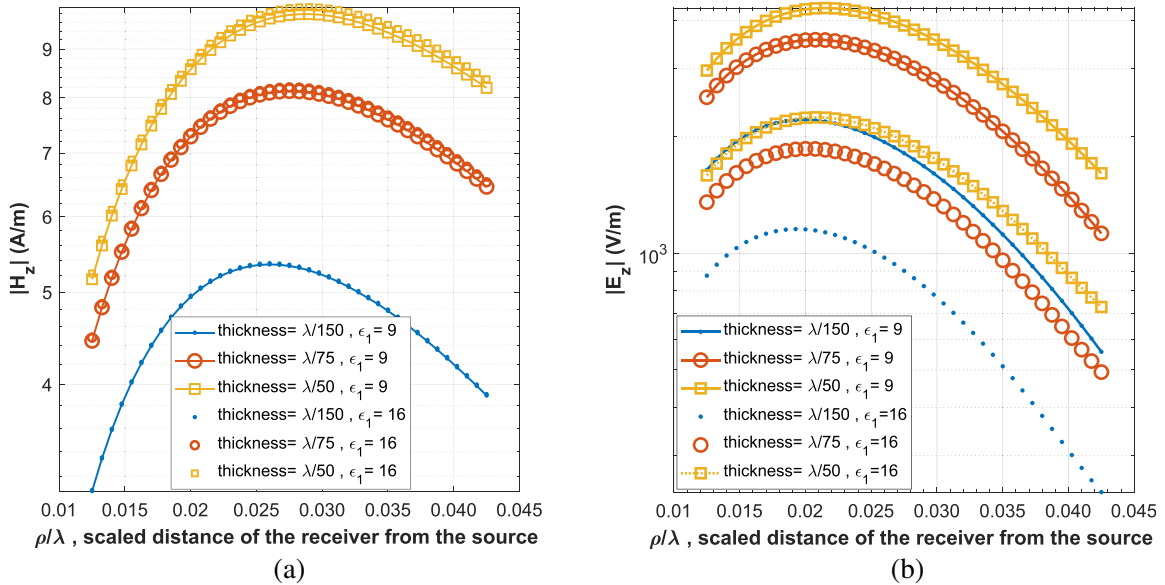 9
8
7
6
5
4
|H_z| (A/m)
thickness= λ/150 , ϵ_1= 9
thickness= λ/75 , ϵ_1= 9
thickness= λ/50 , ϵ_1= 9
thickness= λ/150 , ϵ_1= 16
thickness= λ/75 , ϵ_1= 16
thickness= λ/50 , ϵ_1= 16
0.01 0.015 0.02 0.025 0.03 0.035 0.04 0.045
ρ/λ , scaled distance of the receiver from the source
(a)
10^3
|E_z| (V/m)
thickness= λ/150 , ϵ_1= 9
thickness= λ/75 , ϵ_1= 9
thickness= λ/50 , ϵ_1= 9
thickness= λ/150 , ϵ_1=16
thickness= λ/75 , ϵ_1=16
thickness= λ/50 , ϵ_1=16
0.01 0.015 0.02 0.025 0.03 0.035 0.04 0.045
ρ/λ , scaled distance of the receiver from the source
(b)